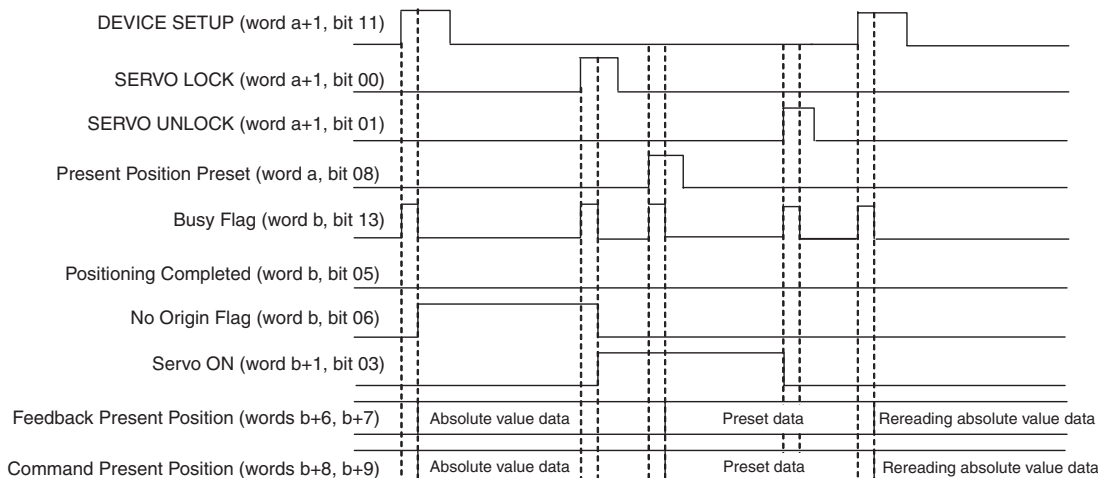 DEVICE SETUP (word a+1, bit 11)
SERVO LOCK (word a+1, bit 00)
SERVO UNLOCK (word a+1, bit 01)
Present Position Preset (word a, bit 08)
Busy Flag (word b, bit 13)
Positioning Completed (word b, bit 05)
No Origin Flag (word b, bit 06)
Servo ON (word b+1, bit 03)
Feedback Present Position (words b+6, b+7) Absolute value data Preset data Rereading absolute value data
Command Present Position (words b+8, b+9) Absolute value data Preset data Rereading absolute value data